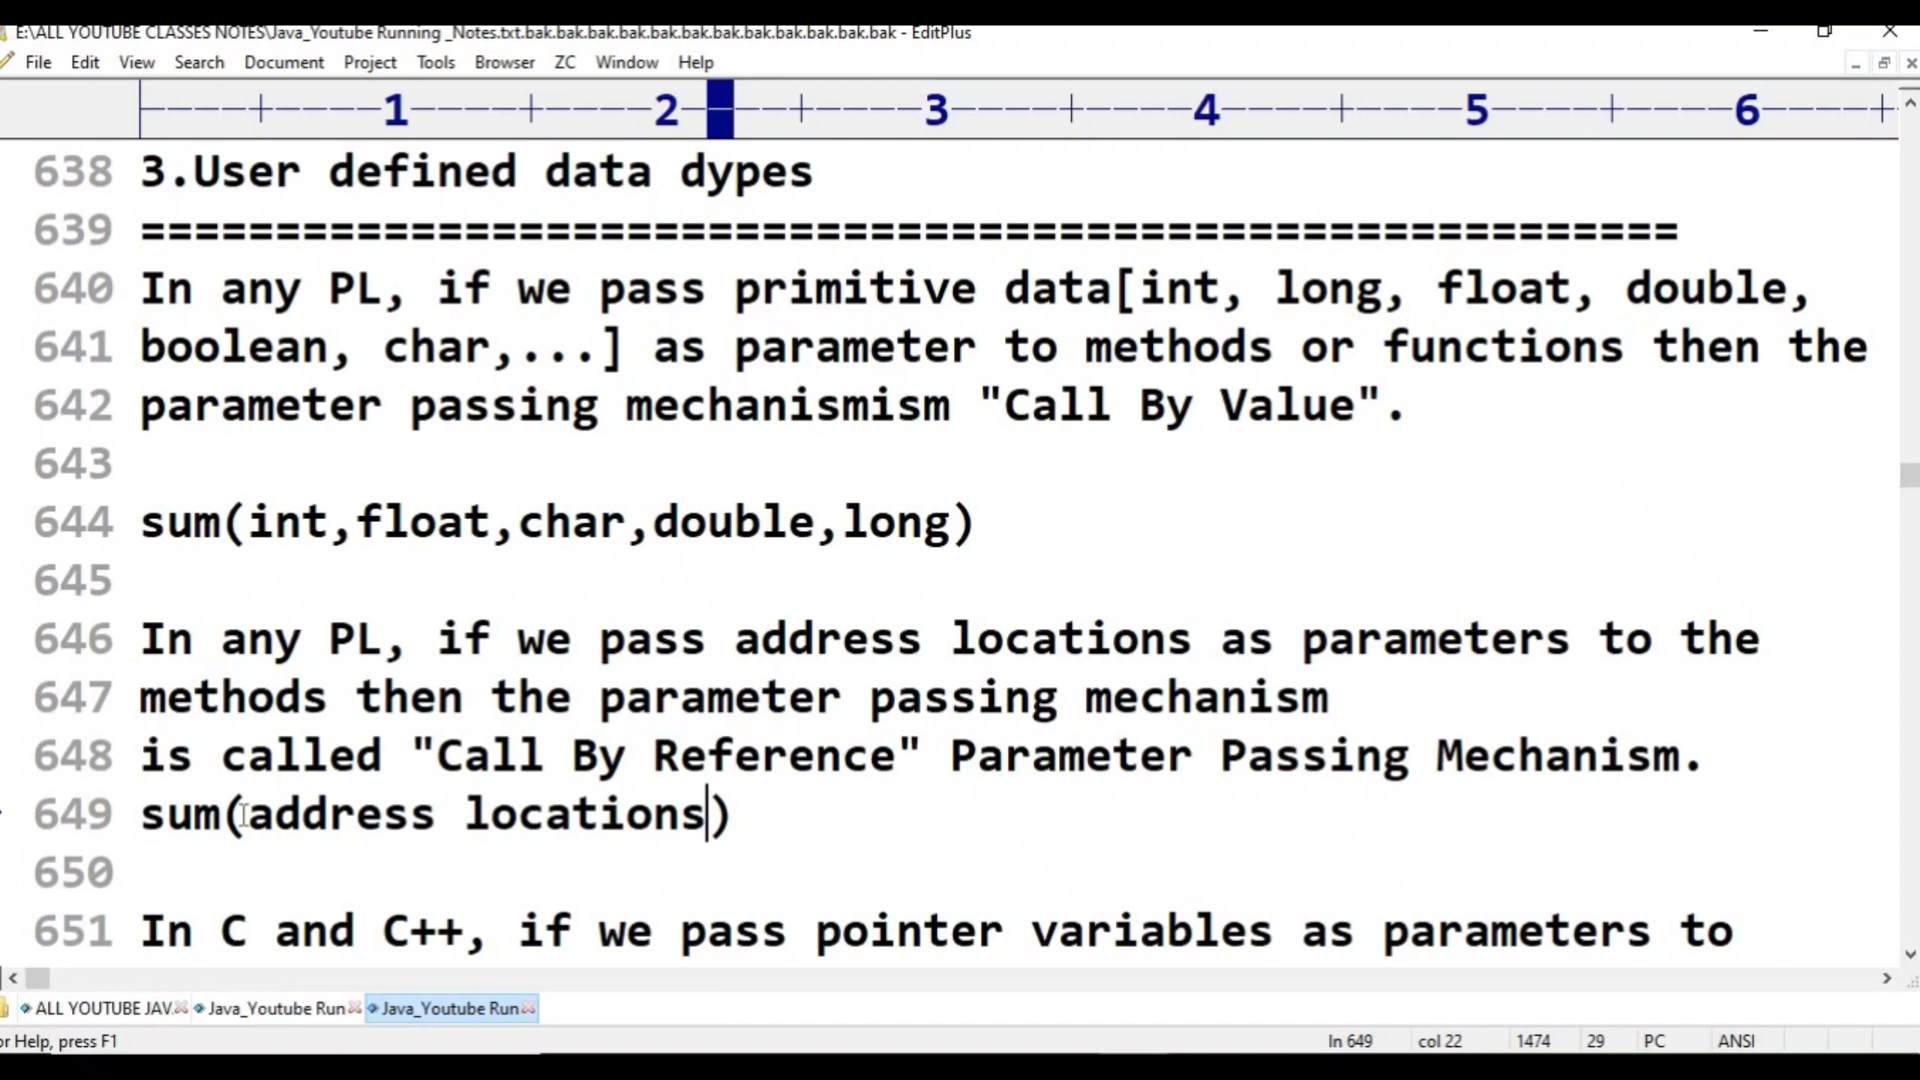 E:\ALL YOUTUBE CLASSES NOTES\Java_Youtube Running _Notes.txt.bak.bak.bak.bak.bak.bak.bak.bak.bak.bak.bak.bak - EditPlus
File Edit View Search Document Project Tools Browser ZC Window Help
1 2 3 4 5 6
638 3.User defined data dypes
639 =========================================================
640 In any PL, if we pass primitive data[int, long, float, double,
641 boolean, char,...] as parameter to methods or functions then the
642 parameter passing mechanismism "Call By Value".
643
644 sum(int,float,char,double,long)
645
646 In any PL, if we pass address locations as parameters to the
647 methods then the parameter passing mechanism
648 is called "Call By Reference" Parameter Passing Mechanism.
649 sum(address locations)
650
651 In C and C++, if we pass pointer variables as parameters to
ALL YOUTUBE JAV. Java_Youtube Run Java_Youtube Run
or Help, press F1 ln 649 col 22 1474 29 PC ANSI